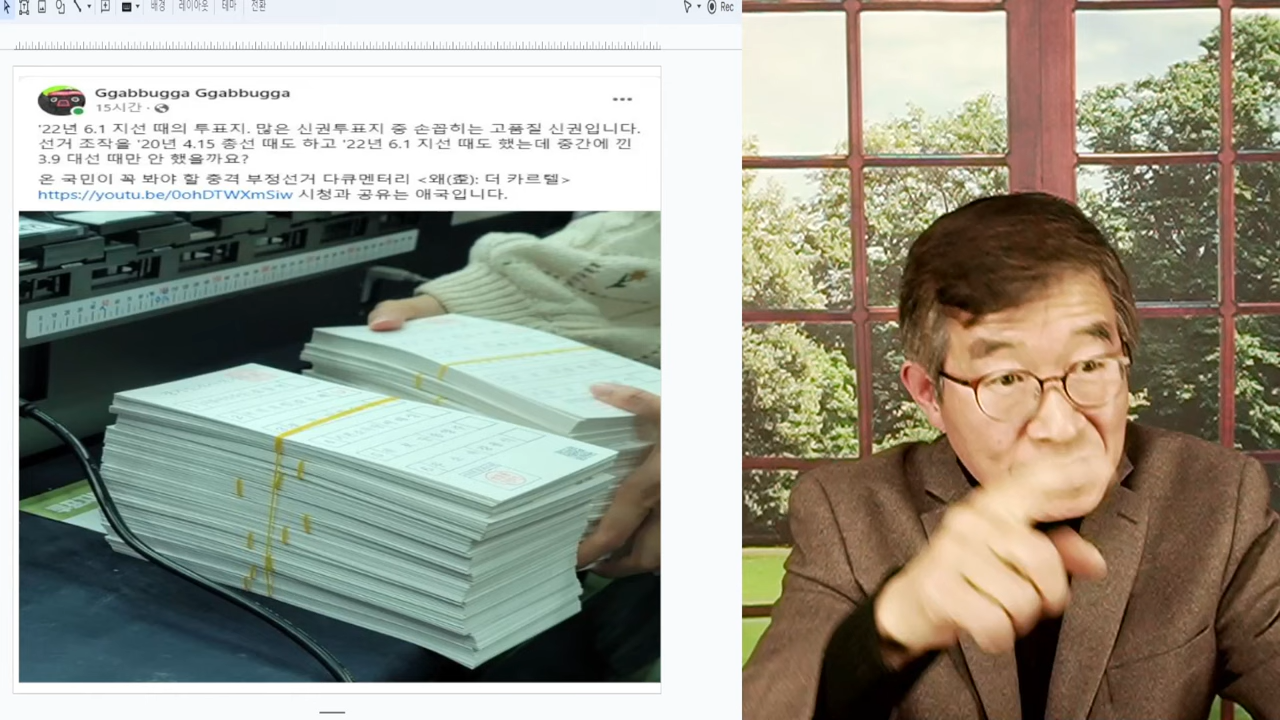 배경 레이아웃 테마 전환
Rec
Ggabbugga Ggabbugga
15시간 ·
'22년 6.1 지선 때의 투표지. 많은 신권투표지 중 손꼽히는 고품질 신권입니다.
선거 조작을 '20년 4.15 총선 때도 하고 '22년 6.1 지선 때도 했는데 중간에 낀
3.9 대선 때만 안 했을까요?
온 국민이 꼭 봐야 할 충격 부정선거 다큐멘터리 <왜(歪): 더 카르텔>
https://youtu.be/0ohDTWXmSiw 시청과 공유는 애국입니다.